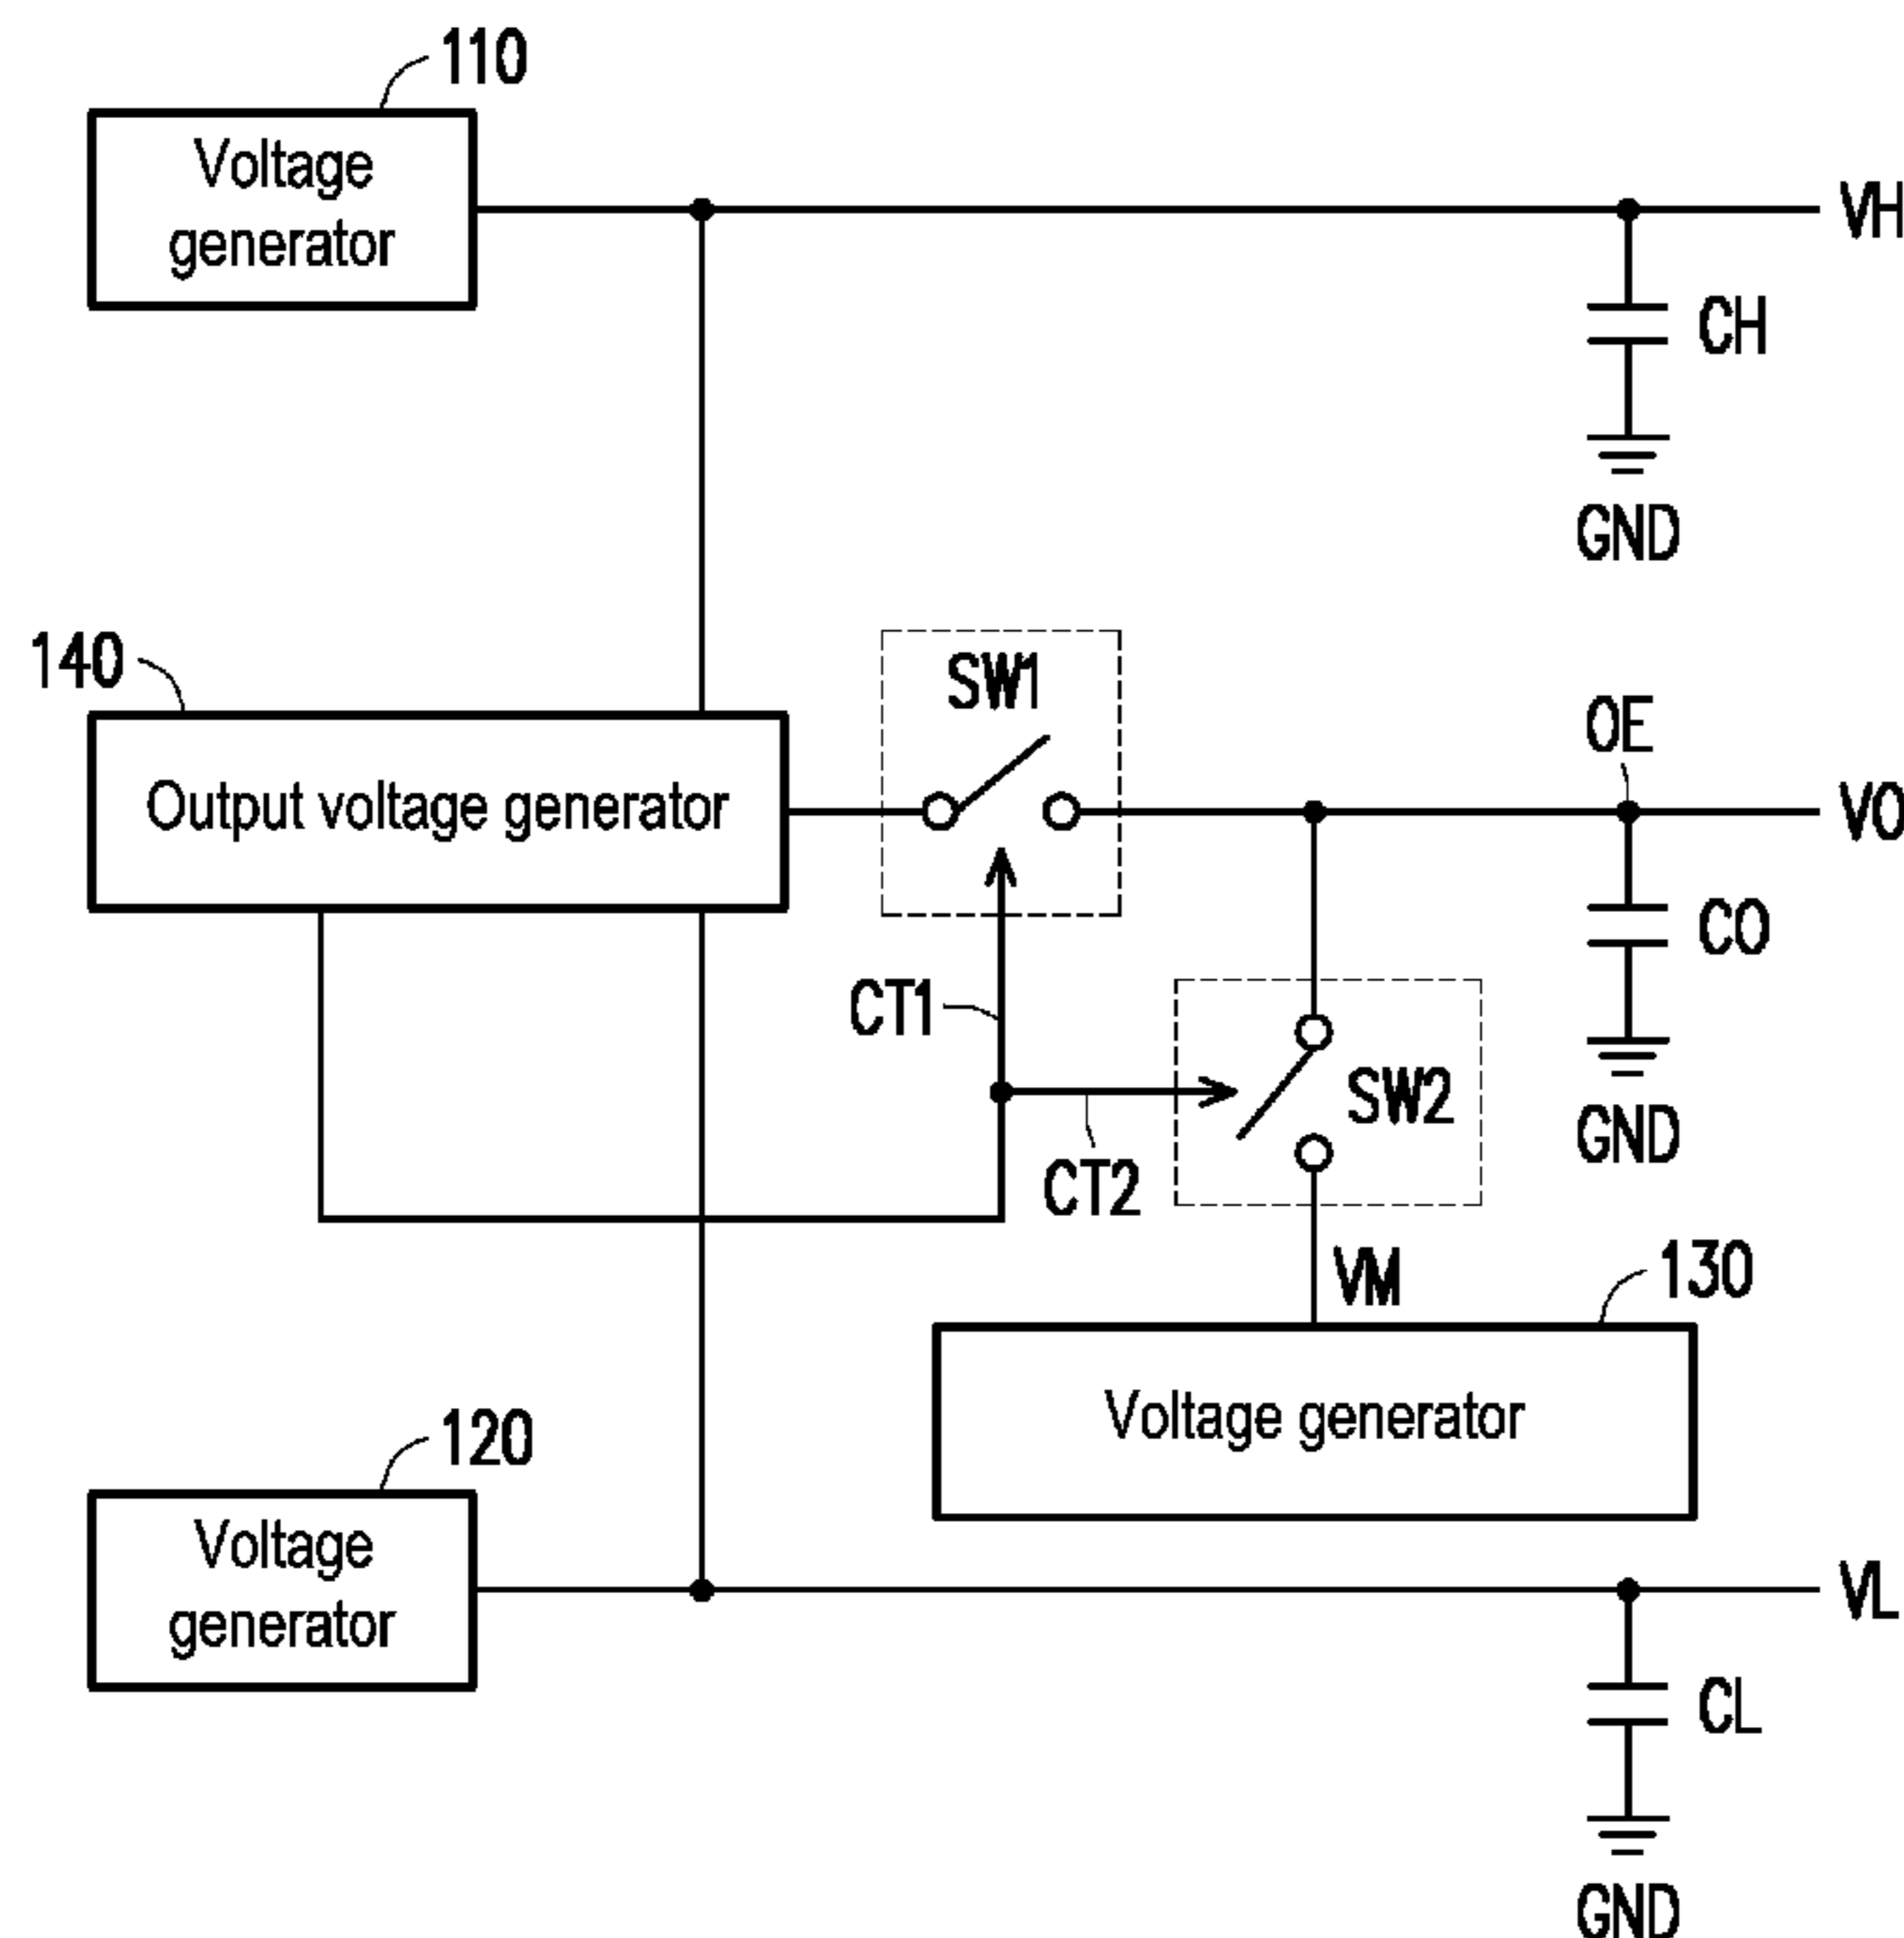 110
Voltage
generator
VH
CH
GND
140
SW1
OE
Output voltage generator
VO
CO
CT1
SW2
GND
CT2
VM
130
Voltage generator
120
Voltage
generator
VL
CL
GND